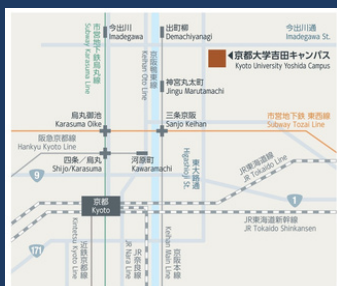 市営地下鉄烏丸線
Subway Karasuma Line
今出川
Imadegawa
出町柳
Demachiyanagi
今出川通
Imadegawa St.
京阪鴨東線
Keihan Oto Line
京都大学吉田キャンパス
Kyoto University Yoshida Campus
神宮丸太町
Jingu Marutamachi
烏丸御池
Karasuma Oike
三条京阪
Sanjo Keihan
市営地下鉄 東西線
Subway Tozai Line
阪急京都線
Hankyu Kyoto Line
四条／烏丸
Shijo/Karasuma
河原町
Kawaramachi
東大路通
Higashioji St.
JR東海道線
JR Tokaido Line
9
京都
Kyoto
1
JR東海道新幹線
JR Tokaido Shinkansen
171
近鉄京都線
Kintetsu Kyoto Line
JR奈良線
JR Nara Line
京阪本線
Keihan Main Line